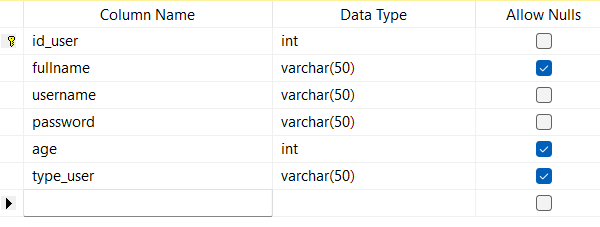 Column Name Data Type Allow Nulls
id_user int
fullname varchar(50)
username varchar(50)
password varchar(50)
age int
type_user varchar(50)